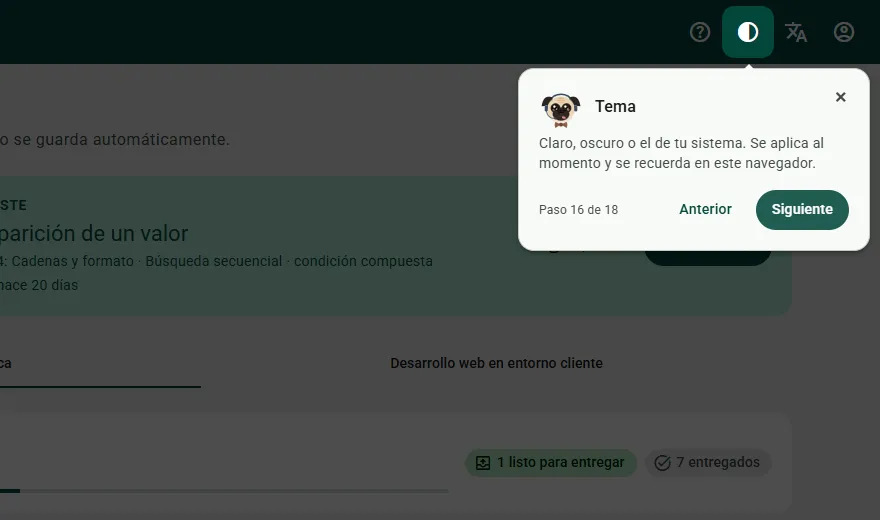 o se guarda automáticamente.
Tema
Claro, oscuro o el de tu sistema. Se aplica al
momento y se recuerda en este navegador.
Paso 16 de 18
Anterior
Siguiente
STE
parición de un valor
4: Cadenas y formato · Búsqueda secuencial · condición compuesta
hace 20 días
ca
Desarrollo web en entorno cliente
1 listo para entregar
7 entregados